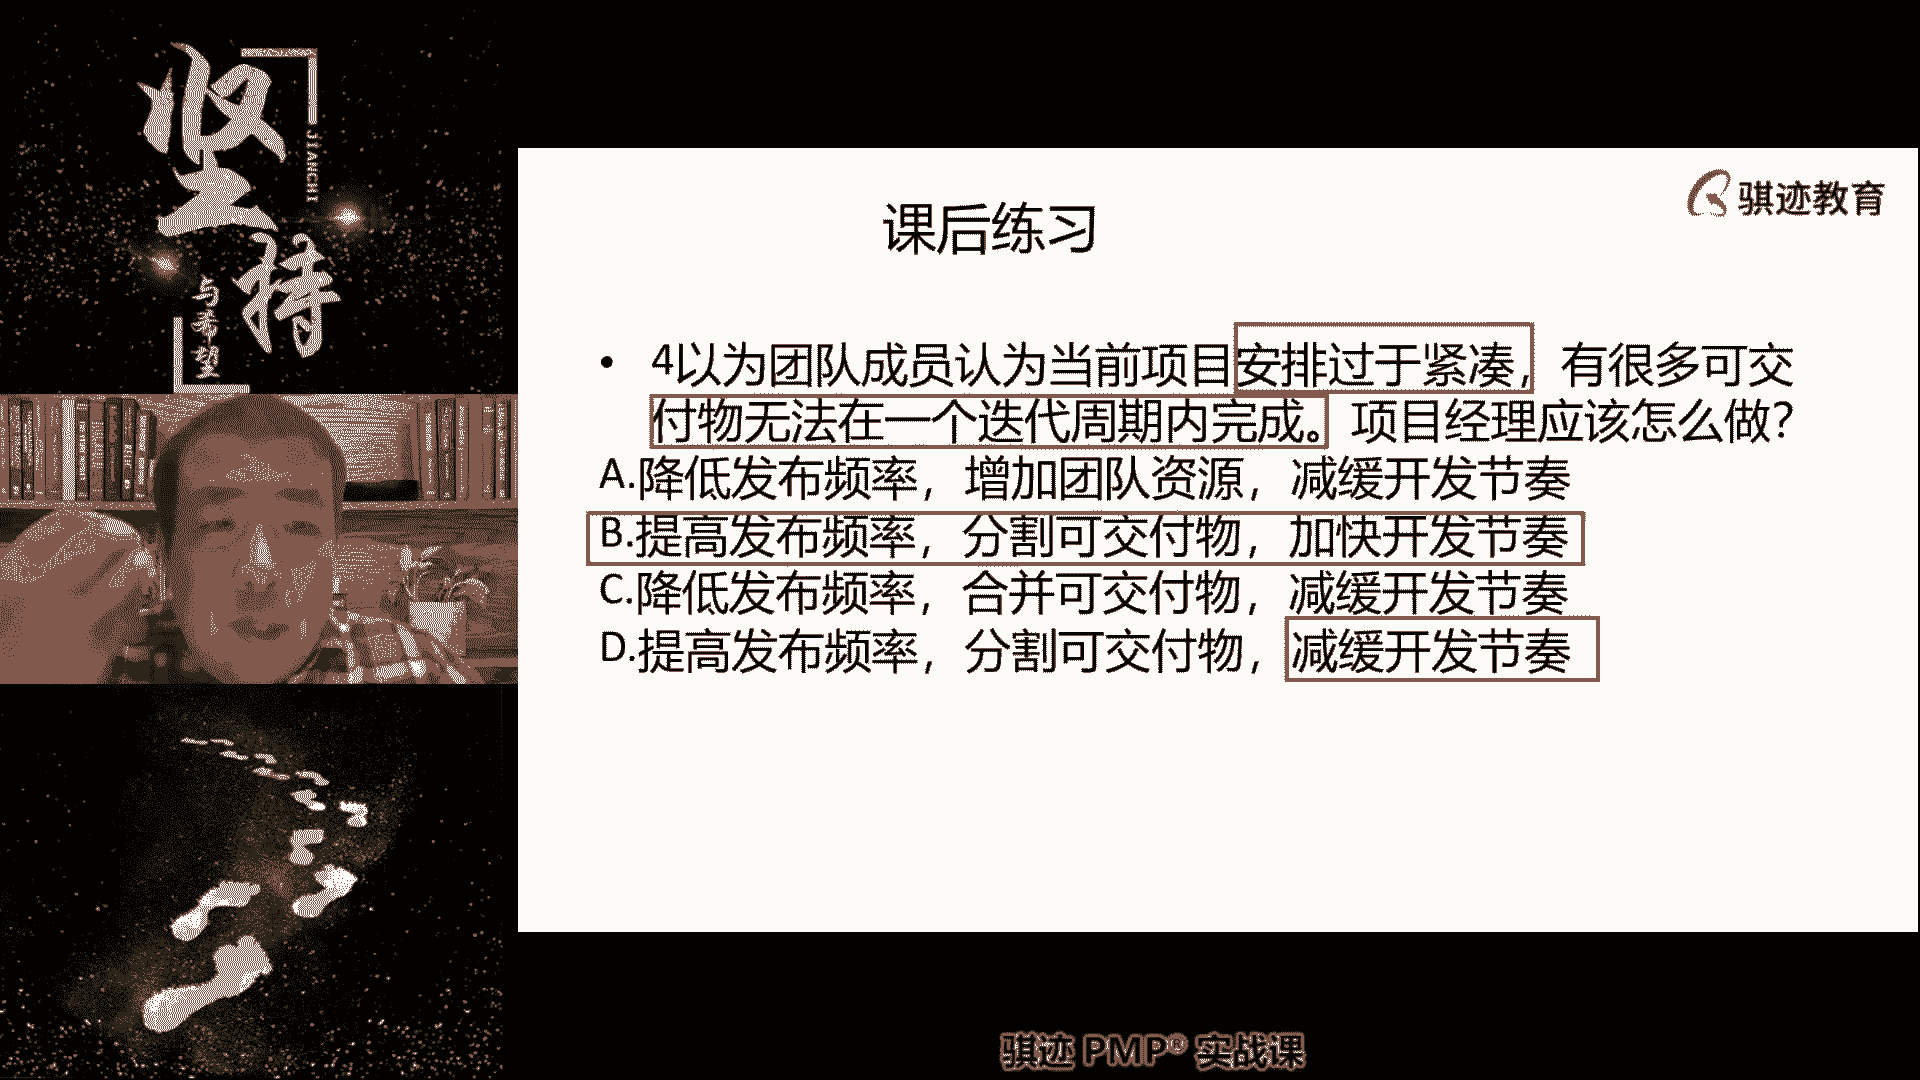 坚持
JIANCHI
与希望
骐迹教育
课后练习
• 4以为团队成员认为当前项目安排过于紧凑，有很多可交
付物无法在一个迭代周期内完成。项目经理应该怎么做？
A.降低发布频率，增加团队资源，减缓开发节奏
B.提高发布频率，分割可交付物，加快开发节奏
C.降低发布频率，合并可交付物，减缓开发节奏
D.提高发布频率，分割可交付物，减缓开发节奏
骐迹 PMP® 实战课